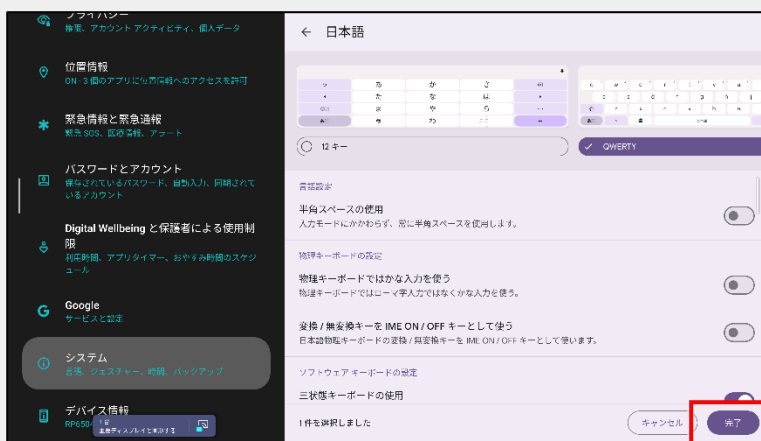 プライバシー
権限、アカウント アクティビティ、個人データ
位置情報
ON - 3 個のアプリに位置情報へのアクセスを許可
緊急情報と緊急通報
緊急 SOS、医療情報、アラート
パスワードとアカウント
保存されているパスワード、自動入力、同期されて
いるアカウント
Digital Wellbeing と保護者による使用制
限
利用時間、アプリタイマー、おやすみ時間のスケジ
ュール
Google
サービスと設定
システム
言語、ジェスチャー、時間、バックアップ
デバイス情報
RP650
← 日本語
あ か さ
た な は
ま や ら
わ
12 キー
QWERTY
言語設定
半角スペースの使用
入力モードにかかわらず、常に半角スペースを使用します。
物理キーボードの設定
物理キーボードではかな入力を使う
物理キーボードではローマ字入力ではなくかな入力を使う。
変換 / 無変換キーを IME ON / OFF キーとして使う
日本語物理キーボードの変換 / 無変換キーを IME ON / OFF キーとして使います。
ソフトウェア キーボードの設定
三状態キーボードの使用
1 件を選択しました
キャンセル
完了